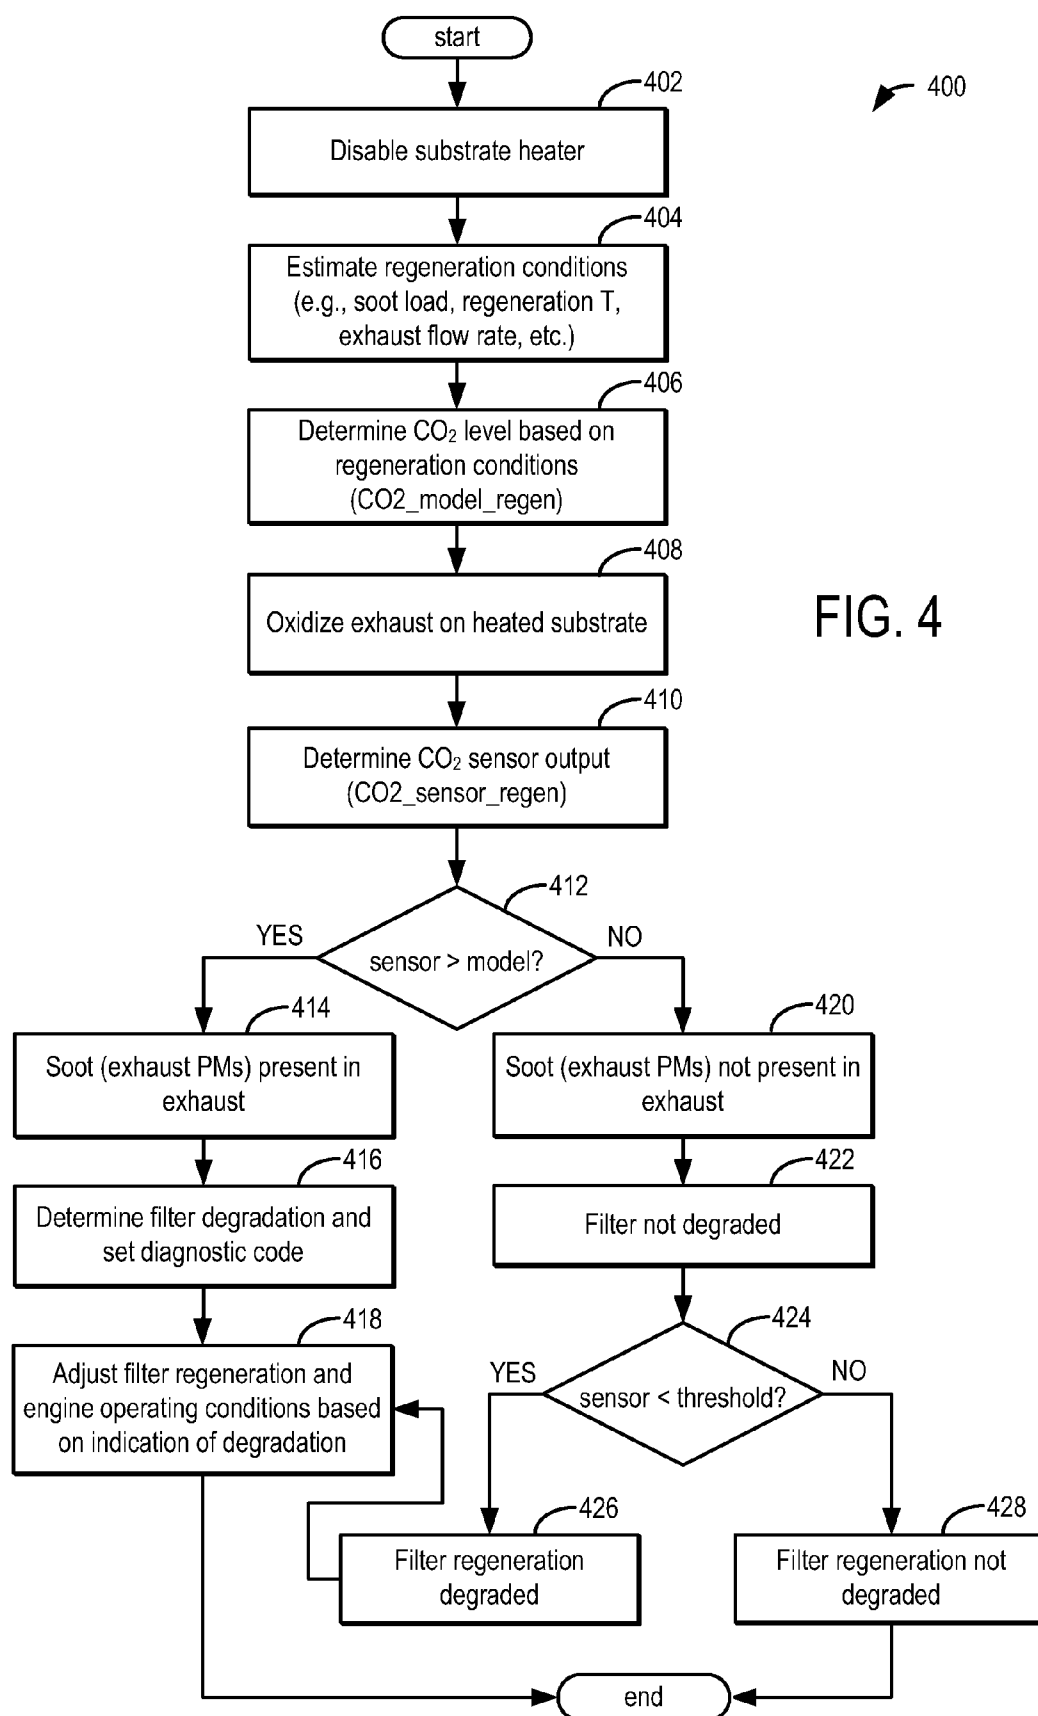 start
400
402
Disable substrate heater
404
Estimate regeneration conditions
(e.g., soot load, regeneration T,
exhaust flow rate, etc.)
406
Determine CO₂ level based on
regeneration conditions
(CO2_model_regen)
408
Oxidize exhaust on heated substrate
FIG. 4
410
Determine CO₂ sensor output
(CO2_sensor_regen)
412
sensor > model?
YES
NO
414
Soot (exhaust PMs) present in
exhaust
420
Soot (exhaust PMs) not present in
exhaust
416
Determine filter degradation and
set diagnostic code
422
Filter not degraded
418
Adjust filter regeneration and
engine operating conditions based
on indication of degradation
424
sensor < threshold?
YES
NO
426
Filter regeneration
degraded
428
Filter regeneration not
degraded
end